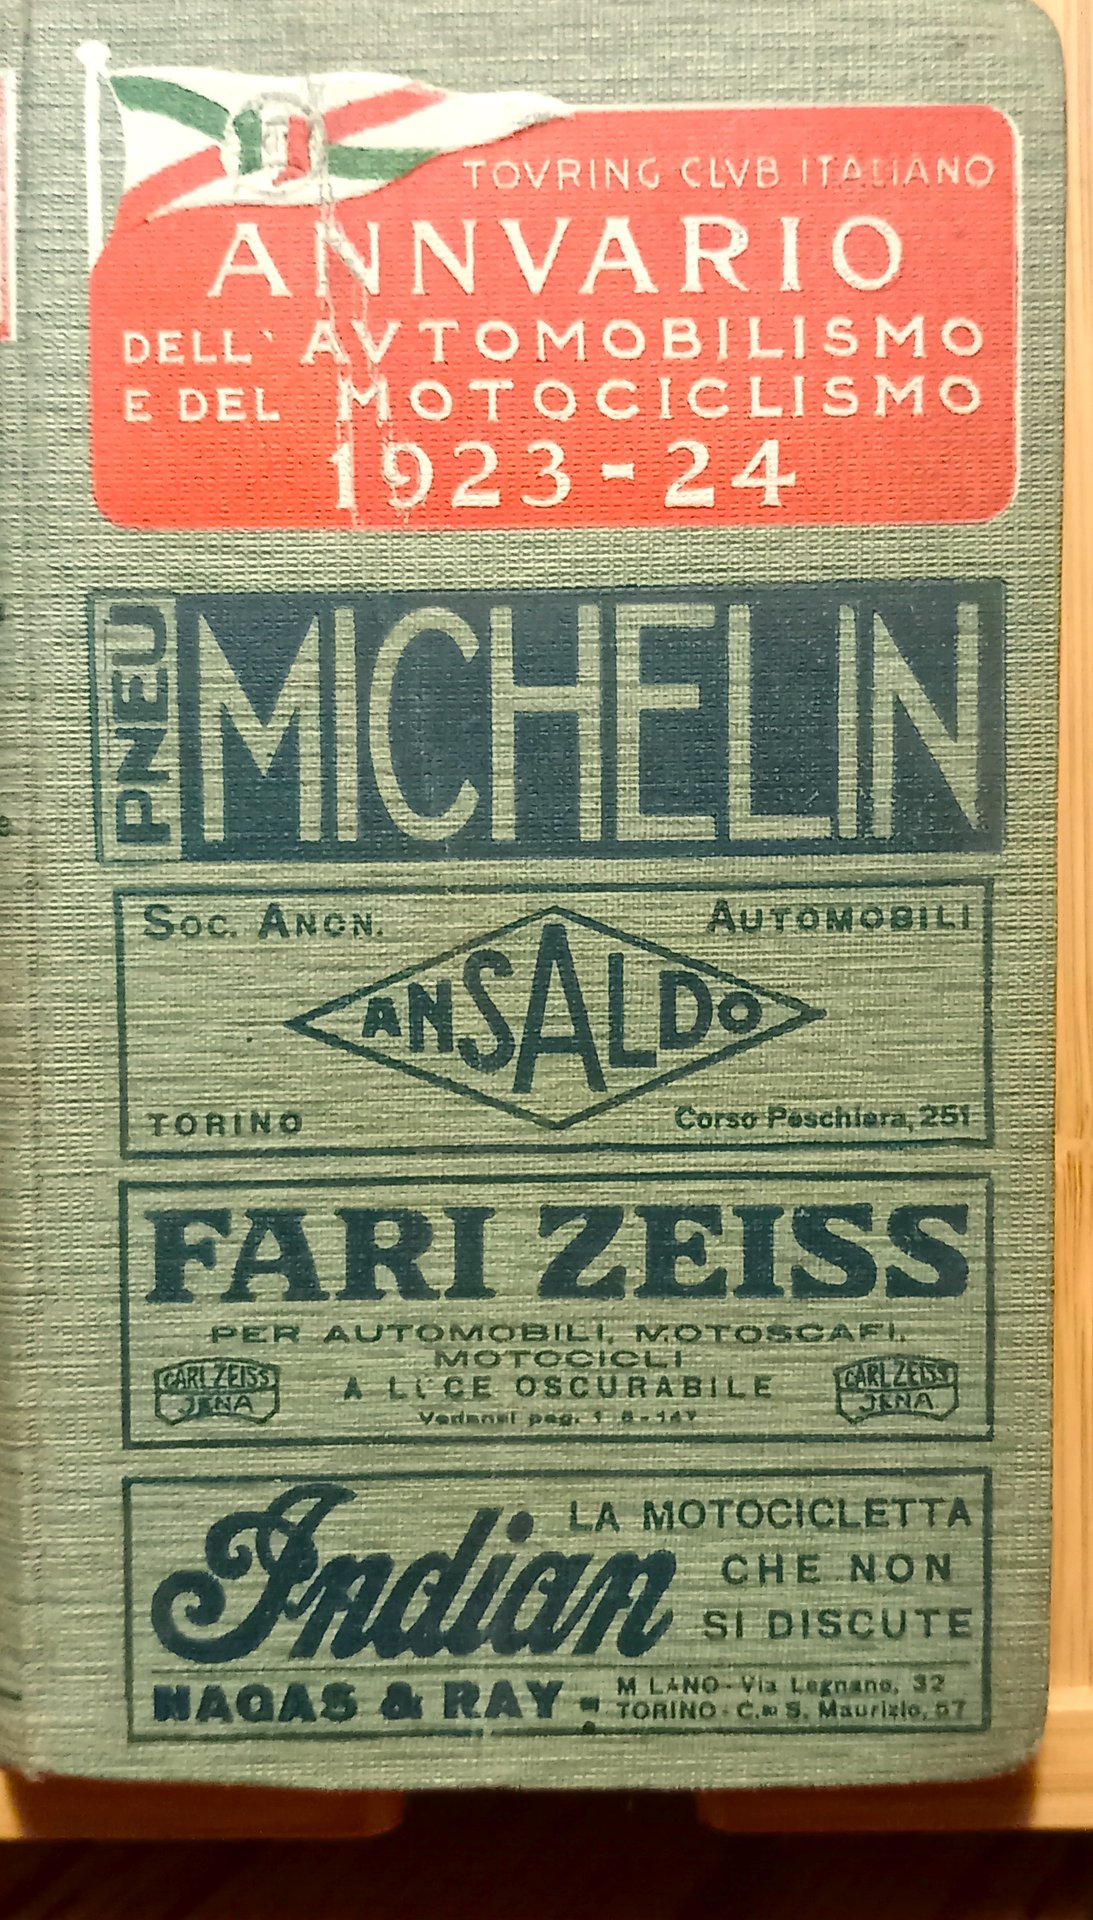 TOVRING CLVB ITALIANO
ANNVARIO
DELL' AVTOMOBILISMO
E DEL MOTOCICLISMO
1923-24
PNEU
MICHELIN
SOC. ANON.
AUTOMOBILI
ANSALDO
TORINO
Corso Peschiera, 251
FARI ZEISS
PER AUTOMOBILI, MOTOSCAFI,
MOTOCICLI
A LUCE OSCURABILE
CARL ZEISS
JENA
CARL ZEISS
JENA
Vedansi pag.
Indian
LA MOTOCICLETTA
CHE NON
SI DISCUTE
NAGAS & RAY -
MILANO - Via Legnano, 32
TORINO - C.so S. Maurizio, 57